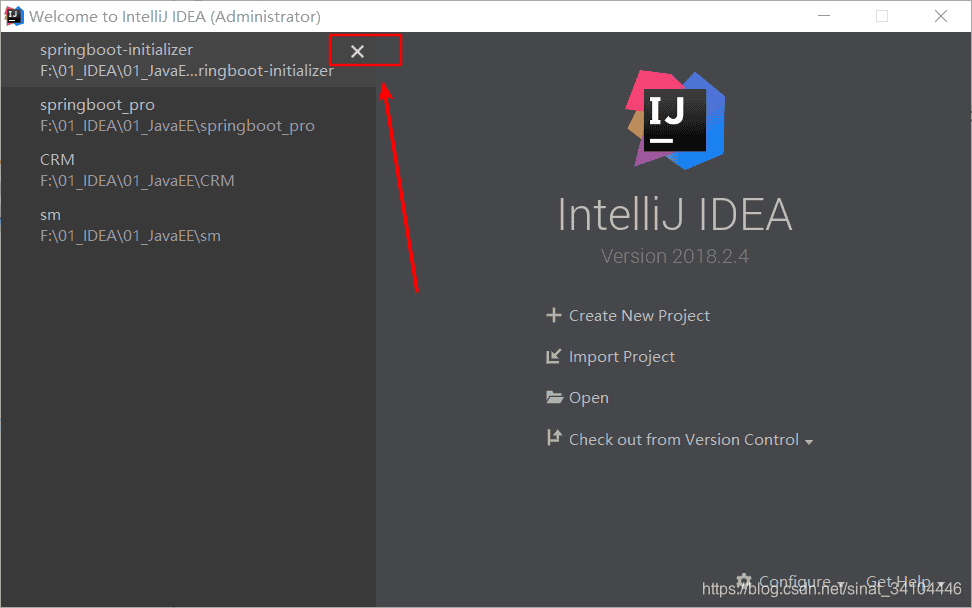 Welcome to IntelliJ IDEA (Administrator)
springboot-initializer
F:\01_IDEA\01_JavaE...ringboot-initializer
springboot_pro
F:\01_IDEA\01_JavaEE\springboot_pro
CRM
F:\01_IDEA\01_JavaEE\CRM
sm
F:\01_IDEA\01_JavaEE\sm
IJ
IntelliJ IDEA
Version 2018.2.4
Create New Project
Import Project
Open
Check out from Version Control
Configure
Get Help
https://blog.csdn.net/sinat_34104446